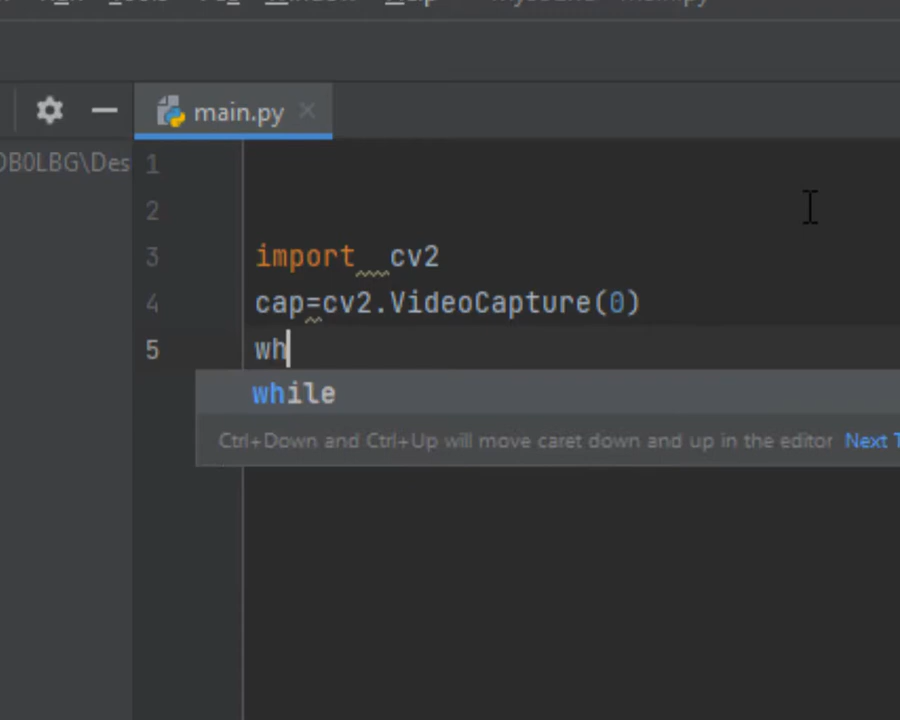 main.py
0B0LBG\Des
1
2
3 import  cv2
4 cap=cv2.VideoCapture(0)
5 wh
while
Ctrl+Down and Ctrl+Up will move caret down and up in the editor Next T